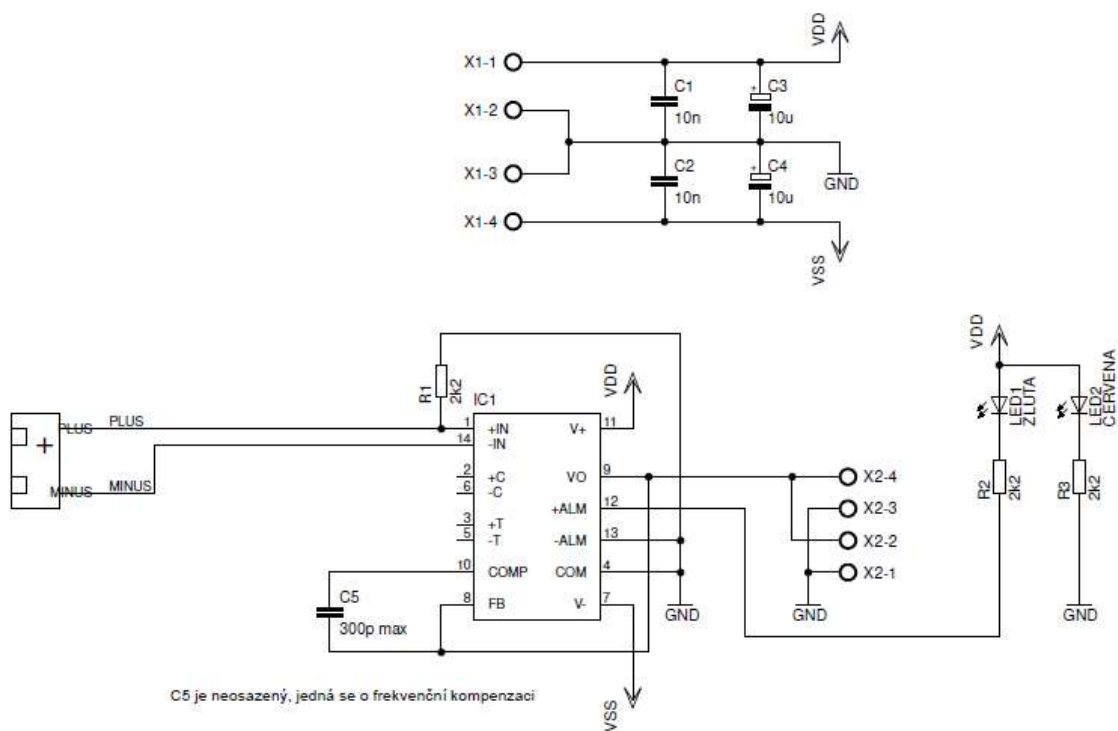 VDD
X1-1
C1
C3
+
10n
10u
X1-2
X1-3
C2
C4
+
10n
10u
GND
X1-4
VSS
VDD
R1
2k2
VDD
LED1
ZLUTA
LED2
CERVENA
IC1
PLUS
PLUS
+
MINUS
MINUS
1
+IN
V+
11
14
-IN
2
+C
VO
9
6
-C
+ALM
12
3
+T
5
-T
-ALM
13
10
COMP
COM
4
8
FB
V-
7
X2-4
X2-3
X2-2
X2-1
R2
2k2
R3
2k2
C5
300p max
GND
GND
GND
C5 je neosazený, jedná se o frekvenční kompenzaci
VSS